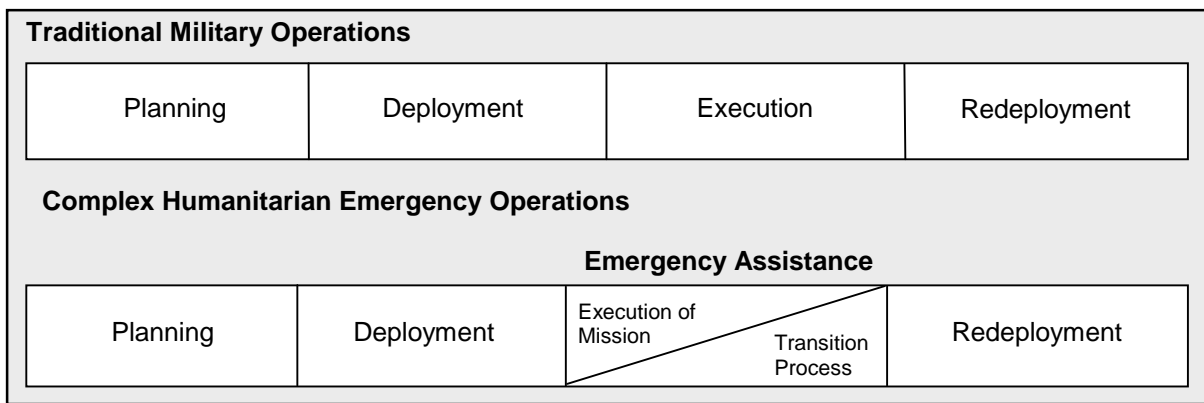 Traditional Military Operations
Planning Deployment Execution Redeployment
Complex Humanitarian Emergency Operations
Emergency Assistance
Planning Deployment Execution of Mission Transition Process Redeployment